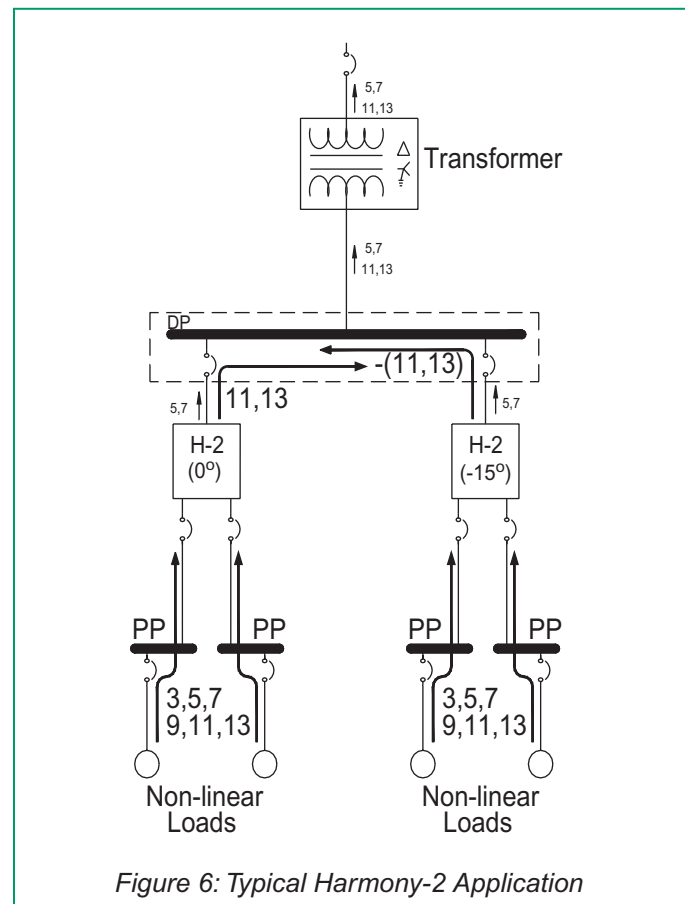 5,7
11,13
Δ
Transformer
5,7
11,13
DP
-(11,13)
5,7
11,13
5,7
H-2
(0º)
H-2
(-15º)
PP
PP
PP
PP
3,5,7
9,11,13
3,5,7
9,11,13
Non-linear
Loads
Non-linear
Loads
Figure 6: Typical Harmony-2 Application